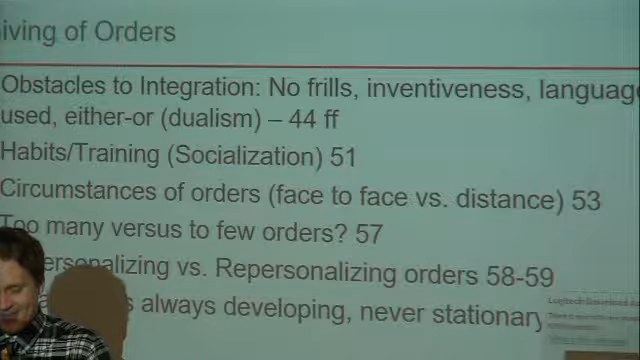 iving of Orders
Obstacles to Integration: No frills, inventiveness, language
used, either-or (dualism) – 44 ff
Habits/Training (Socialization) 51
Circumstances of orders (face to face vs. distance) 53
Too many versus to few orders? 57
ersonalizing vs. Repersonalizing orders 58-59
s always developing, never stationary